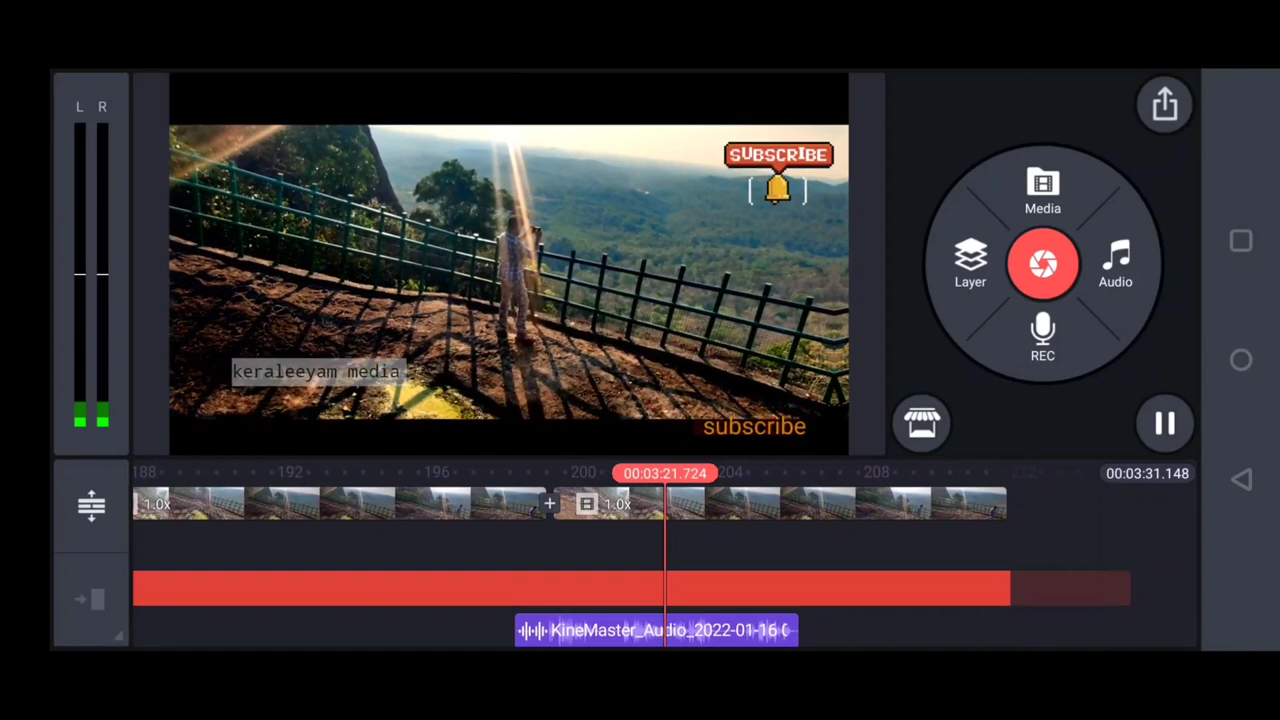 L R
SUBSCRIBE
Media
Layer
Audio
REC
keraleeyam media
subscribe
188 192 196 200 00:03:21.724 204 208 212 00:03:31.148
1.0x 1.0x
KineMaster_Audio_2022-01-16